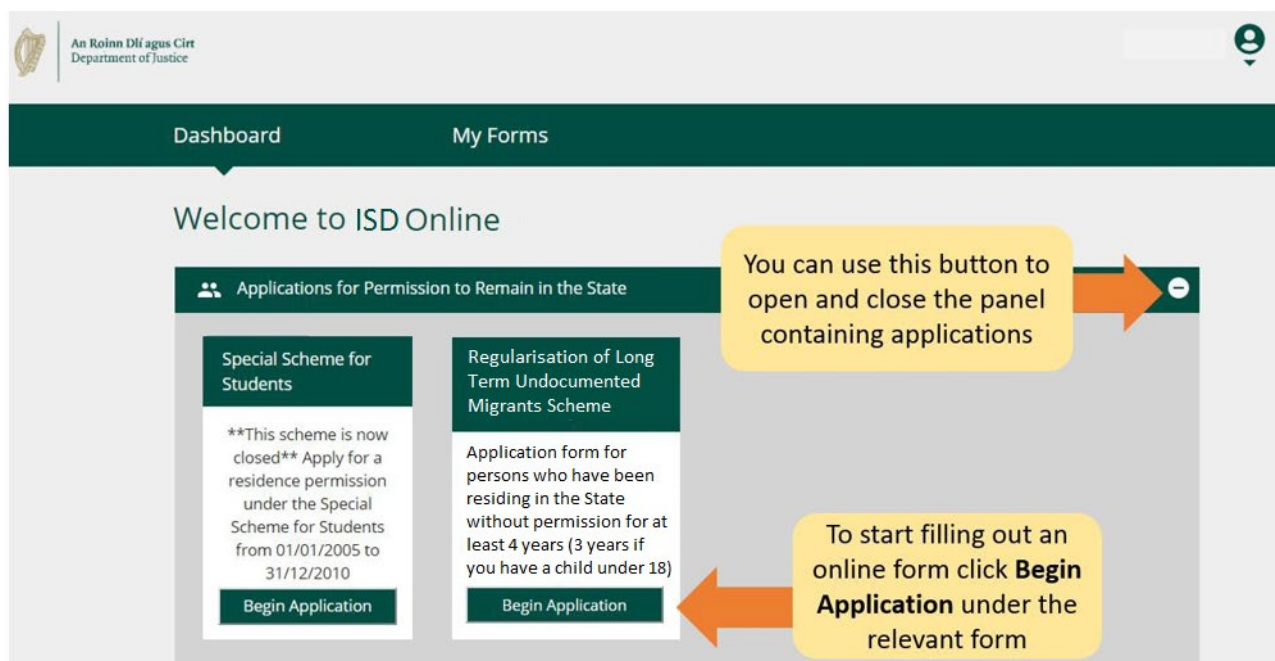 An Roinn Dlí agus Cirt
Department of Justice
Dashboard
My Forms
Welcome to ISD Online
Applications for Permission to Remain in the State
You can use this button to
open and close the panel
containing applications
Special Scheme for
Students
**This scheme is now
closed** Apply for a
residence permission
under the Special
Scheme for Students
from 01/01/2005 to
31/12/2010
Begin Application
Regularisation of Long
Term Undocumented
Migrants Scheme
Application form for
persons who have been
residing in the State
without permission for at
least 4 years (3 years if
you have a child under 18)
Begin Application
To start filling out an
online form click Begin
Application under the
relevant form